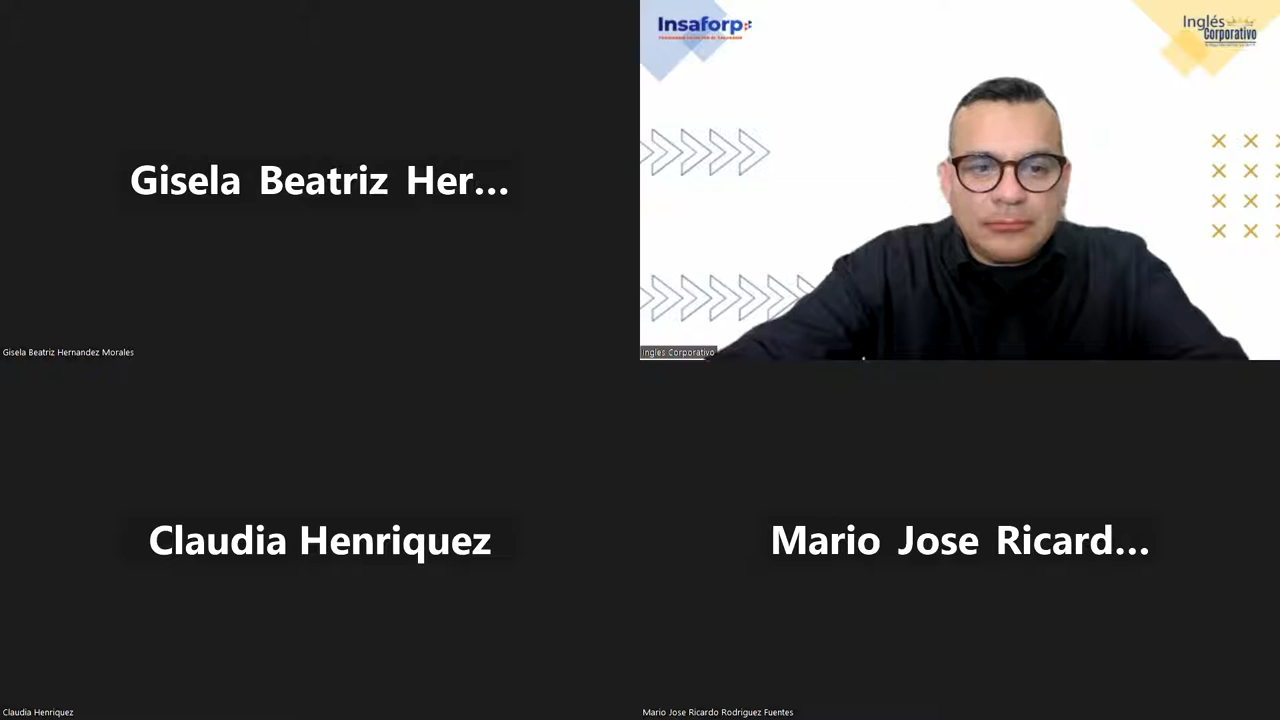 Gisela Beatriz Her...
Gisela Beatriz Hernandez Morales
Insaforp
Inglés
Corporativo
Ingles Corporativo
Claudia Henriquez
Claudia Henriquez
Mario Jose Ricard...
Mario Jose Ricardo Rodriguez Fuentes